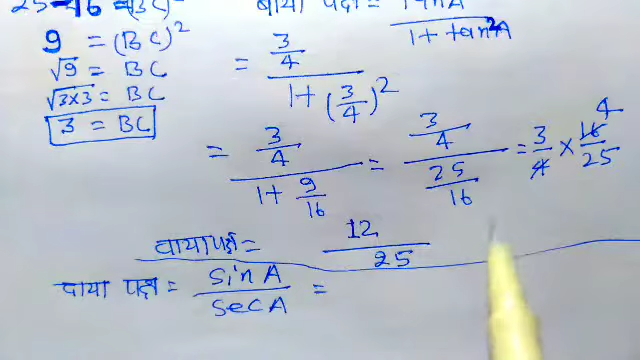 25-16 = (BC)²
9 = (BC)²
√9 = BC
√3×3 = BC
3 = BC
बाया पक्ष = tanA / 1 + tan²A
= 3/4 / 1 + (3/4)²
= 3/4 / 1 + 9/16 = 3/4 / 25/16 = 3/4 × 16/25 4
बायापक्ष = 12/25
दाया पक्ष = sinA / secA =